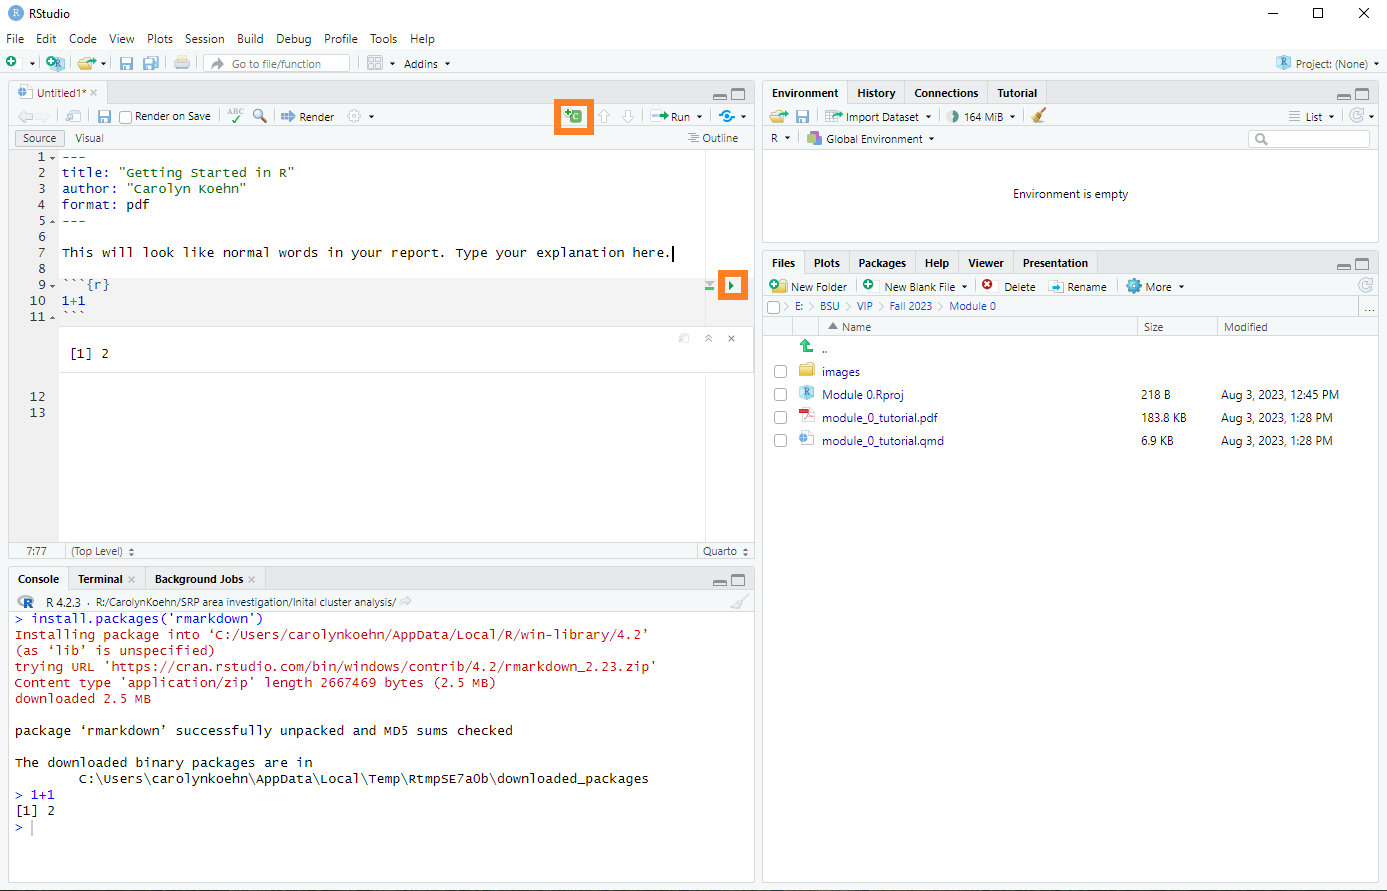 RStudio
File Edit Code View Plots Session Build Debug Profile Tools Help
Go to file/function Addins Project: (None)
Untitled1*
Render on Save ABC Render Run
Source Visual Outline
1 ---
2 title: "Getting Started in R"
3 author: "Carolyn Koehn"
4 format: pdf
5 ---
6
7 This will look like normal words in your report. Type your explanation here.
8
9 ```{r}
10 1+1
11 ```
[1] 2
12
13
7:77 (Top Level) Quarto
Console Terminal Background Jobs
R 4.2.3 · R:/CarolynKoehn/SRP area investigation/Inital cluster analysis/
> install.packages('rmarkdown')
Installing package into ‘C:/Users/carolynkoehn/AppData/Local/R/win-library/4.2’
(as ‘lib’ is unspecified)
trying URL 'https://cran.rstudio.com/bin/windows/contrib/4.2/rmarkdown_2.23.zip'
Content type 'application/zip' length 2667469 bytes (2.5 MB)
downloaded 2.5 MB
package ‘rmarkdown’ successfully unpacked and MD5 sums checked
The downloaded binary packages are in
C:\Users\carolynkoehn\AppData\Local\Temp\RtmpSE7aOb\downloaded_packages
> 1+1
[1] 2
>
Environment History Connections Tutorial
Import Dataset 164 MiB List
R Global Environment
Environment is empty
Files Plots Packages Help Viewer Presentation
New Folder New Blank File Delete Rename More
E: BSU VIP Fall 2023 Module 0 ...
Name Size Modified
..
images
Module 0.Rproj 218 B Aug 3, 2023, 12:45 PM
module_0_tutorial.pdf 183.8 KB Aug 3, 2023, 1:28 PM
module_0_tutorial.qmd 6.9 KB Aug 3, 2023, 1:28 PM